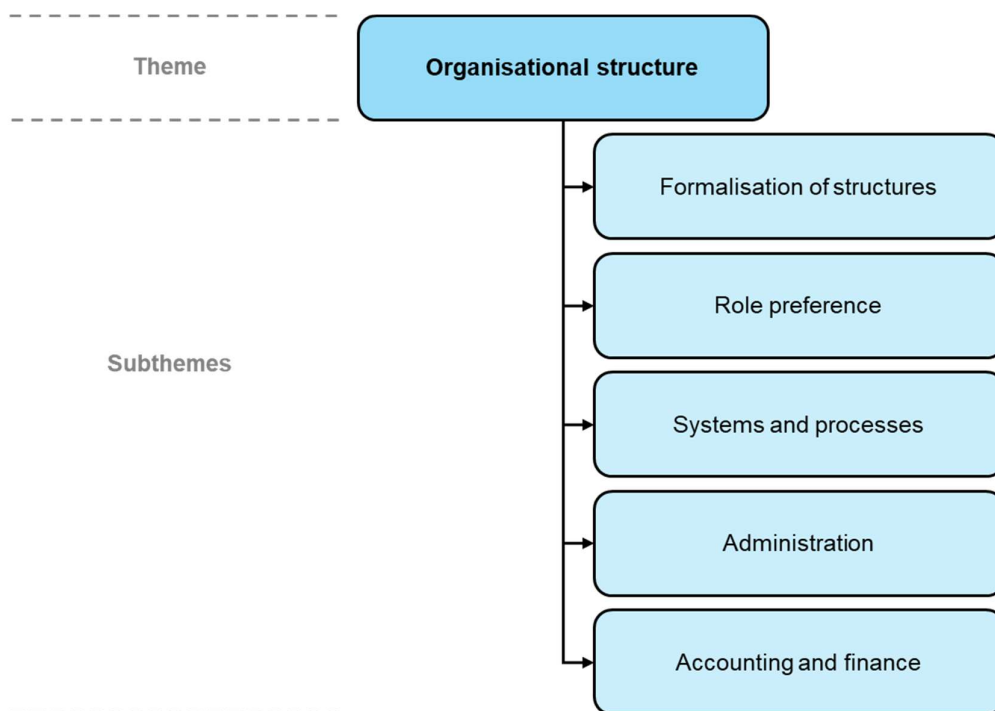 Theme
Organisational structure
Formalisation of structures
Role preference
Subthemes
Systems and processes
Administration
Accounting and finance